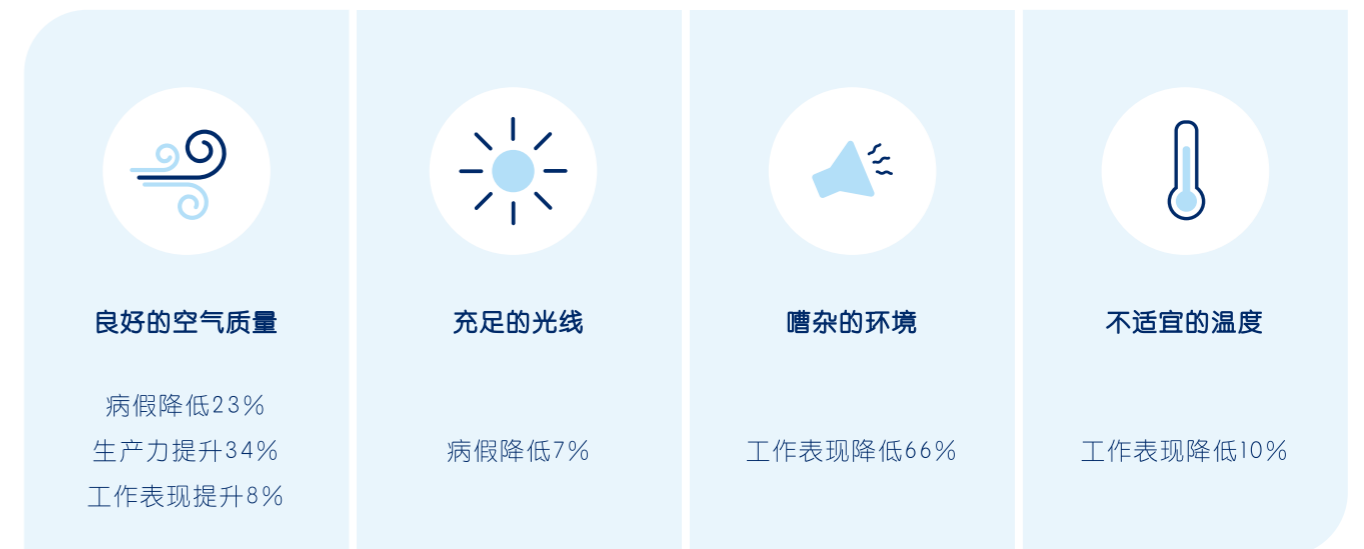 良好的空气质量
病假降低23%
生产力提升34%
工作表现提升8%
充足的光线
病假降低7%
嘈杂的环境
工作表现降低66%
不适宜的温度
工作表现降低10%